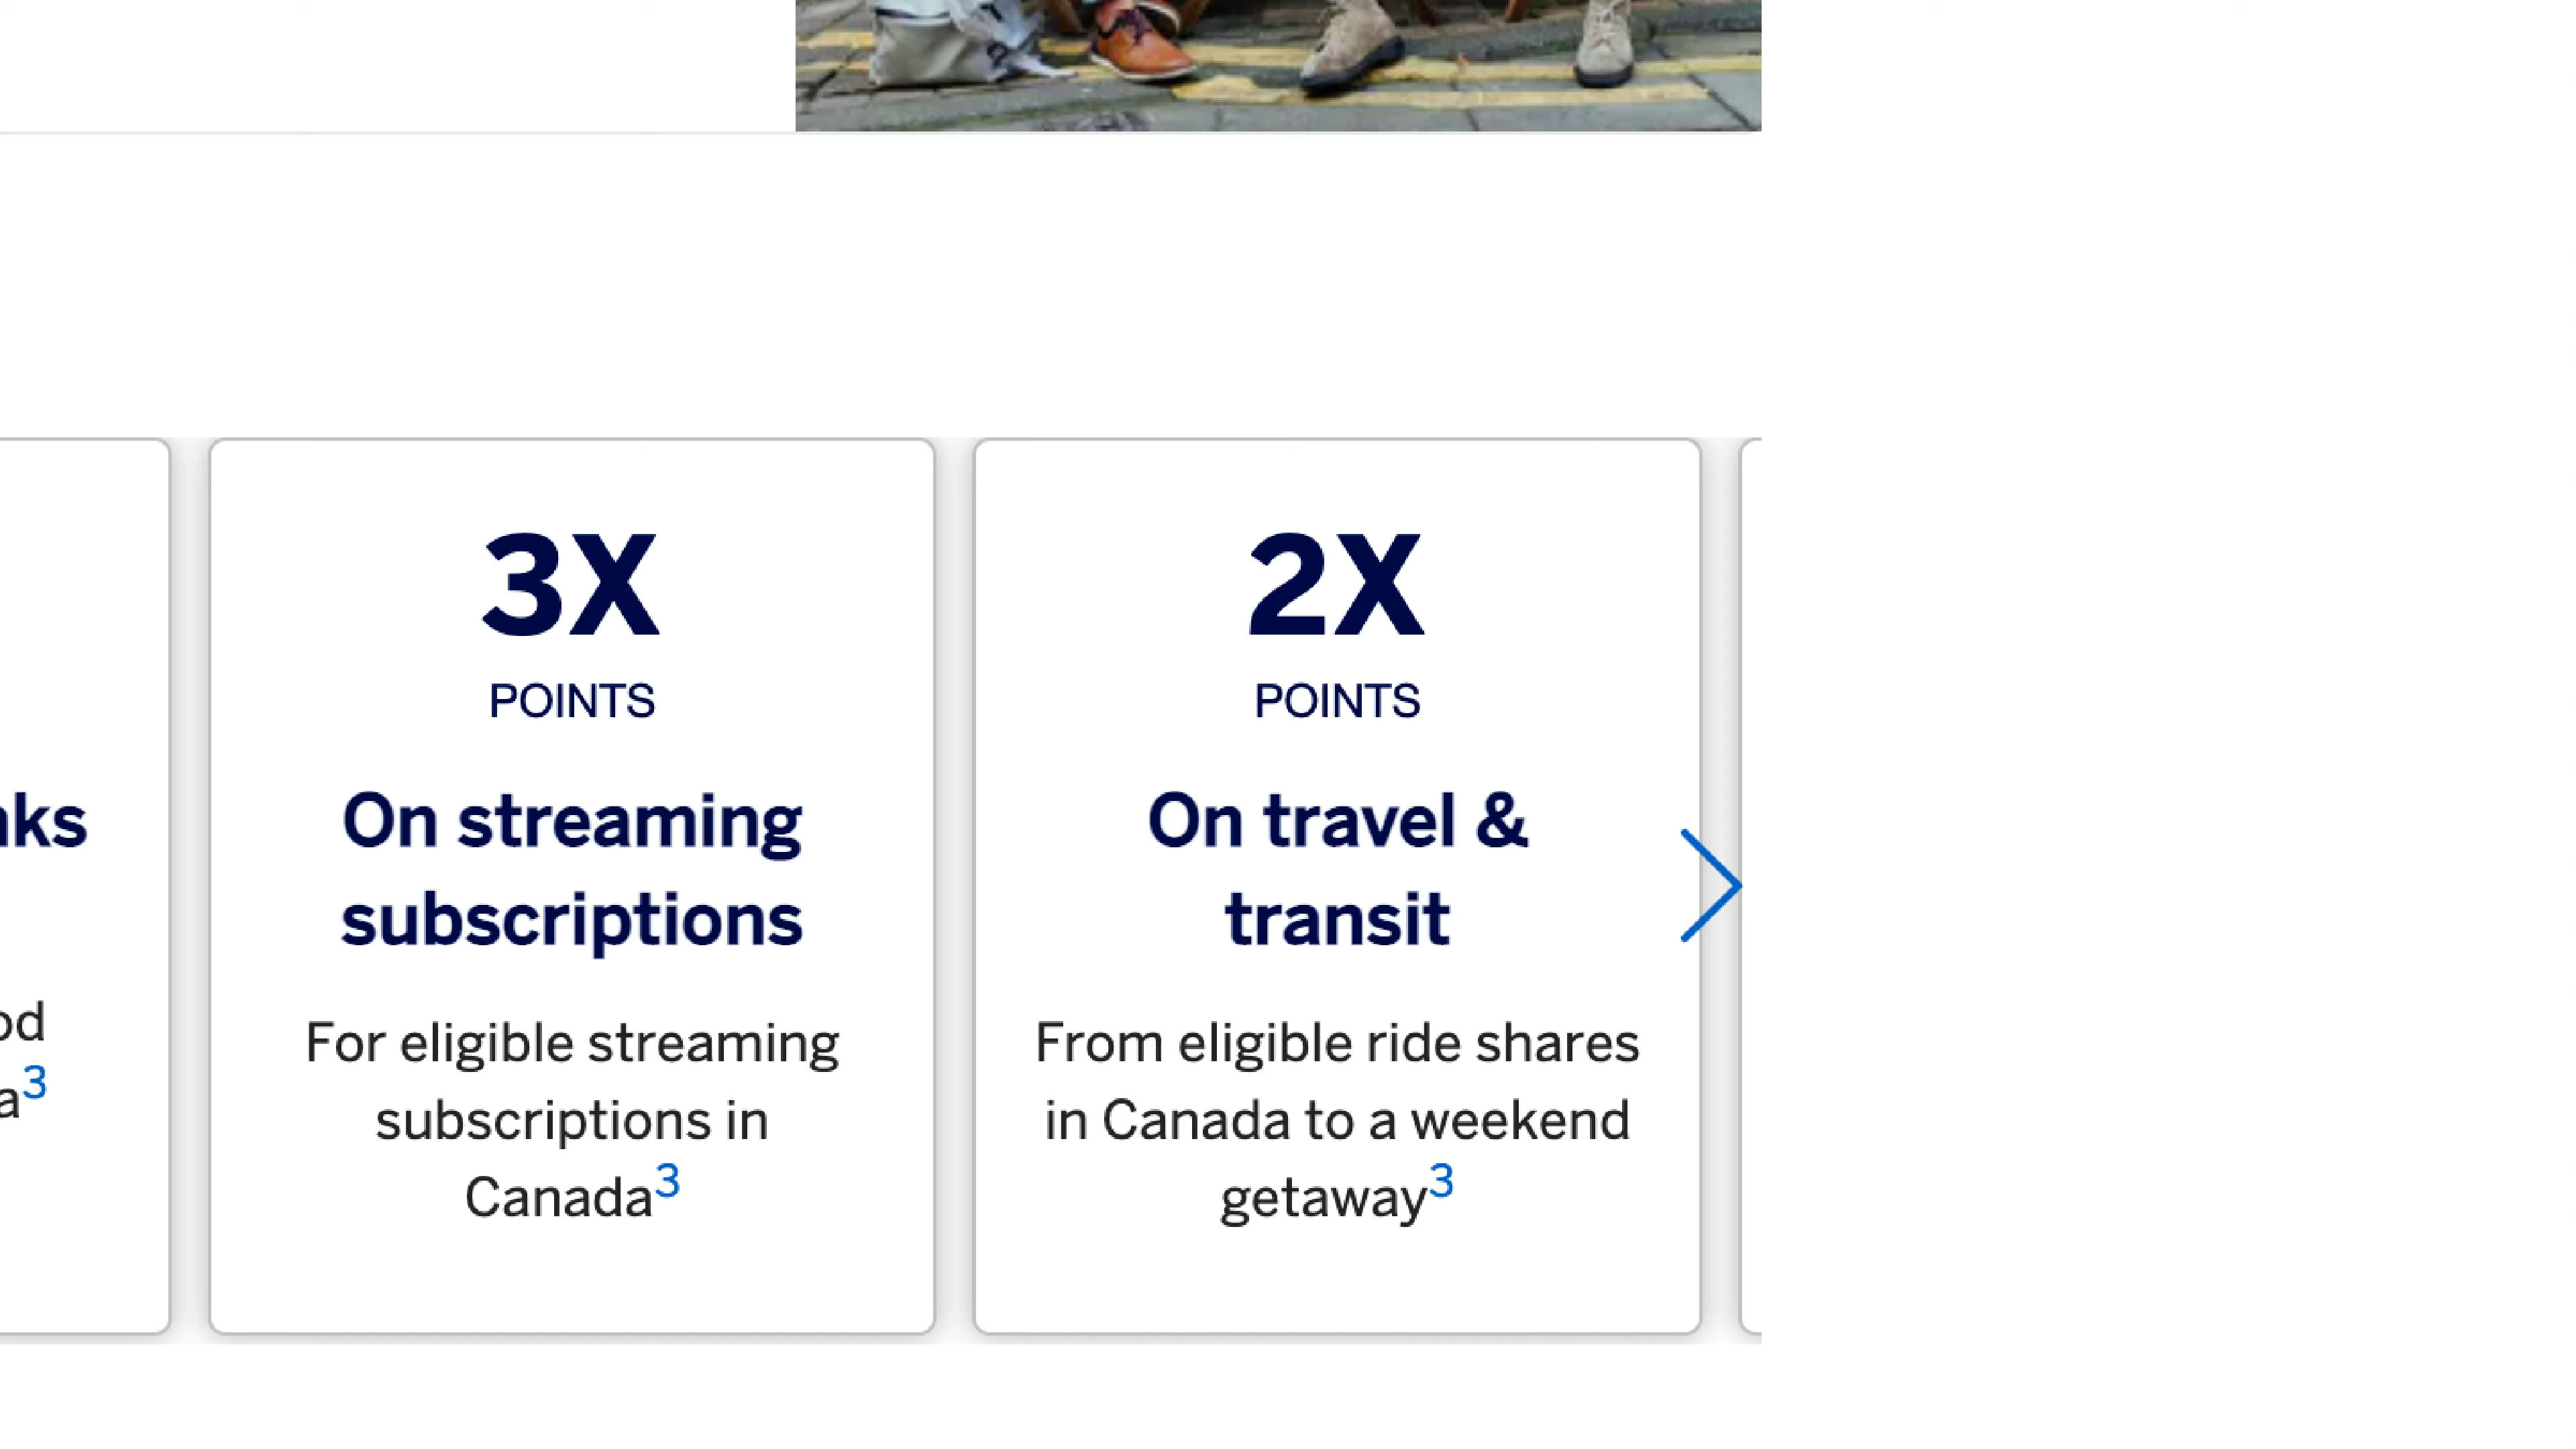 3X
POINTS
On streaming
subscriptions
For eligible streaming
subscriptions in
Canada3
2X
POINTS
On travel &
transit
From eligible ride shares
in Canada to a weekend
getaway3